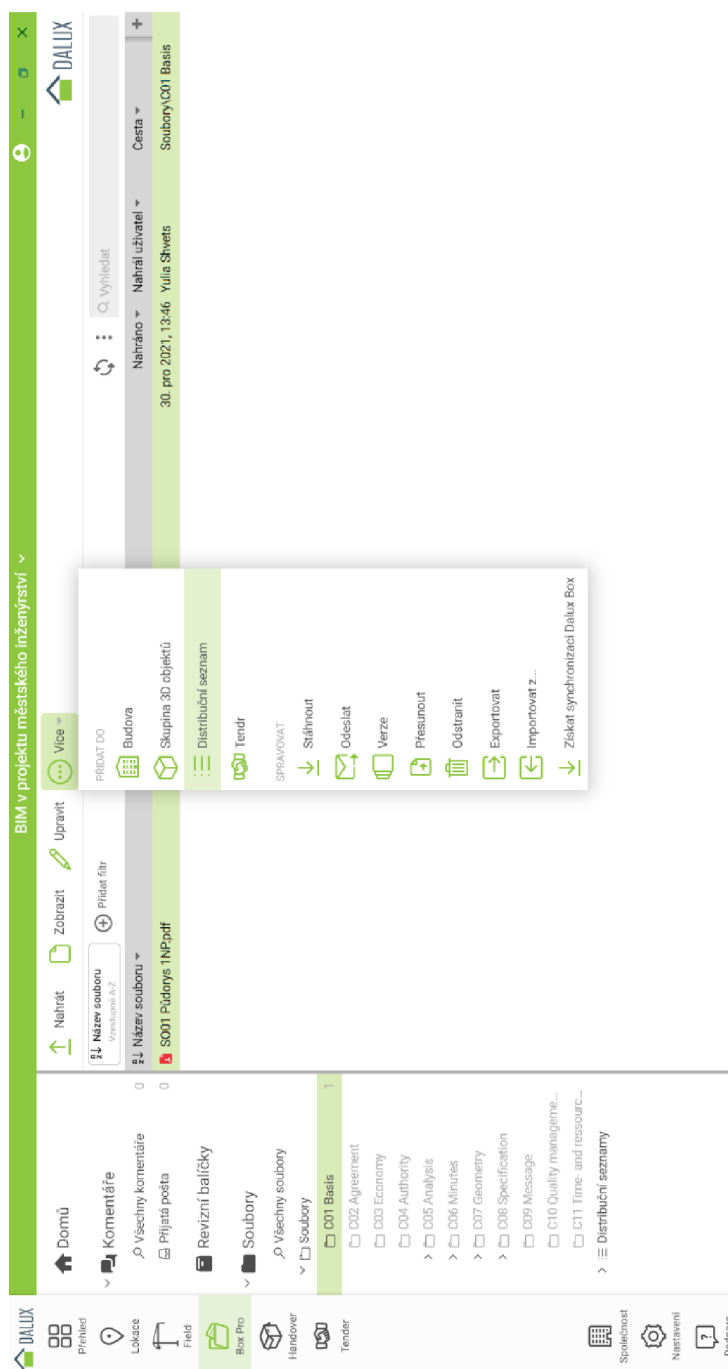 DALUX
BIM v projektu městského inženýrství
Nahrát
Zobrazit
Upravit
Více
DALUX
Název souboru
Vzestupně A-Z
Přidat filtr
Vyhledat
Název souboru
Nahráno
Nahrál uživatel
Cesta
+
SO01 Půdorys 1NP.pdf
30. pro 2021, 13:46
Yulia Shvets
Soubory\C01 Basis
PŘIDAT DO
Budova
Skupina 3D objektů
Distribuční seznam
Tendr
SPRAVOVAT
Stáhnout
Odeslat
Verze
Přesunout
Odstranit
Exportovat
Importovat z...
Získat synchronizaci Dalux Box
Domů
Komentáře
Všechny komentáře 0
Přijatá pošta 0
Revizní balíčky
Soubory
Všechny soubory
Soubory
C01 Basis 1
C02 Agreement
C03 Economy
C04 Authority
C05 Analysis
C06 Minutes
C07 Geometry
C08 Specification
C09 Message
C10 Quality manageme...
C11 Time- and ressourc...
Distribuční seznamy
Přehled
Lokace
Field
Box Pro
Handover
Tender
Společnost
Nastavení